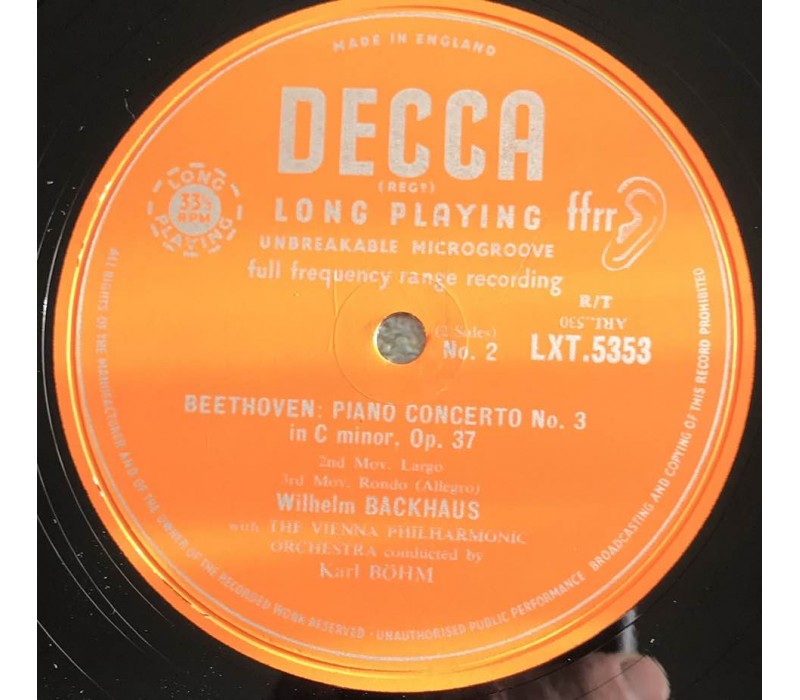 MADE IN ENGLAND
DECCA
(REGD)
LONG PLAYING
33⅓ RPM
LONG PLAYING ffrr
UNBREAKABLE MICROGROOVE
full frequency range recording
R/T
(2 Sides)
No. 2
LXT.5353
BEETHOVEN: PIANO CONCERTO No. 3
in C minor, Op. 37
2nd Mov. Largo
3rd Mov. Rondo (Allegro)
Wilhelm BACKHAUS
with THE VIENNA PHILHARMONIC
ORCHESTRA conducted by
Karl BÖHM
ALL RIGHTS OF THE MANUFACTURER AND OF THE OWNER OF THE RECORDED WORK RESERVED · UNAUTHORISED PUBLIC PERFORMANCE BROADCASTING AND COPYING OF THIS RECORD PROHIBITED